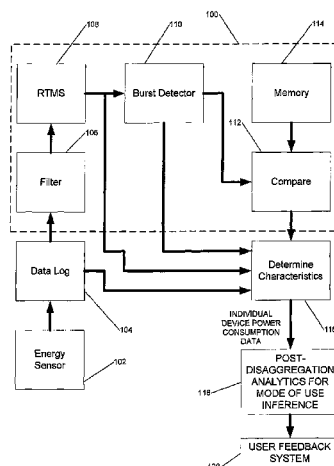 108
110
100
114
RTMS
Burst Detector
Memory
106
112
Filter
Compare
Data Log
Determine Characteristics
104
116
INDIVIDUAL
DEVICE POWER
CONSUMPTION
DATA
Energy
Sensor
102
118
POST-
DISAGGREGATION
ANALYTICS FOR
MODE OF USE
INFERENCE
USER FEEDBACK
SYSTEM